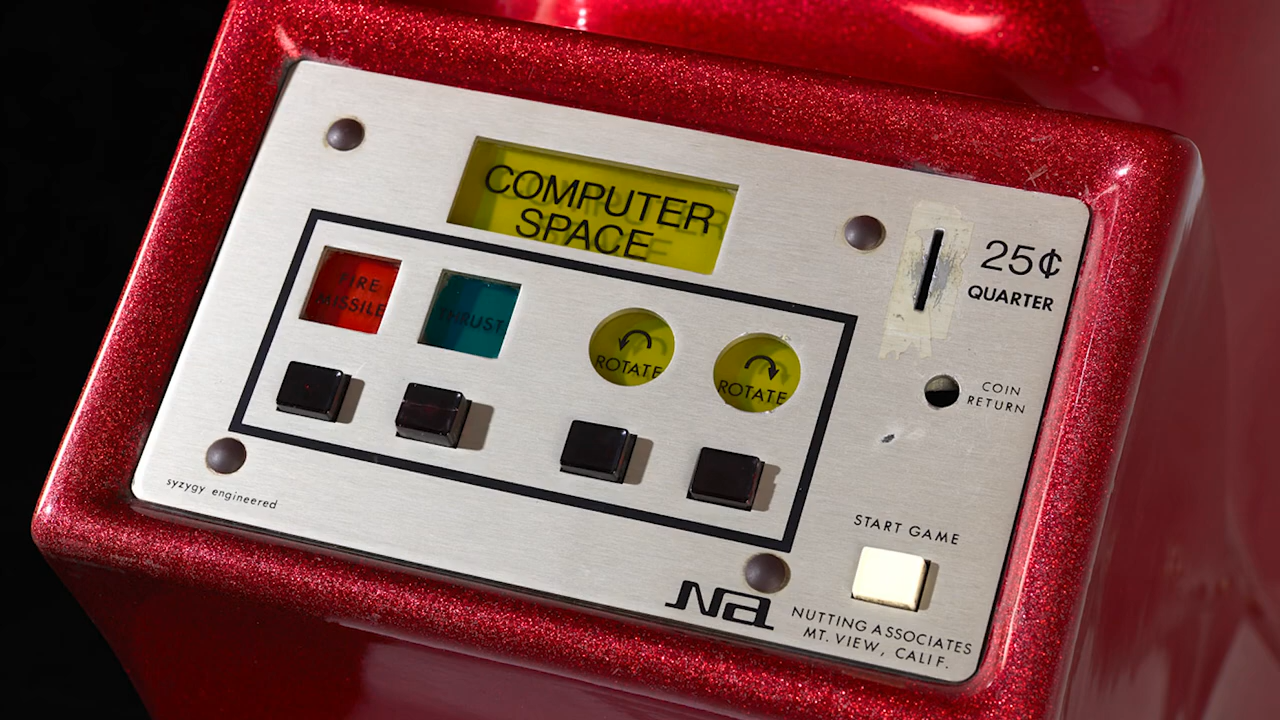 COMPUTER
SPACE
25¢
QUARTER
FIRE
MISSILE
THRUST
ROTATE
ROTATE
COIN
RETURN
syzygy engineered
START GAME
Na
NUTTING ASSOCIATES
MT. VIEW, CALIF.